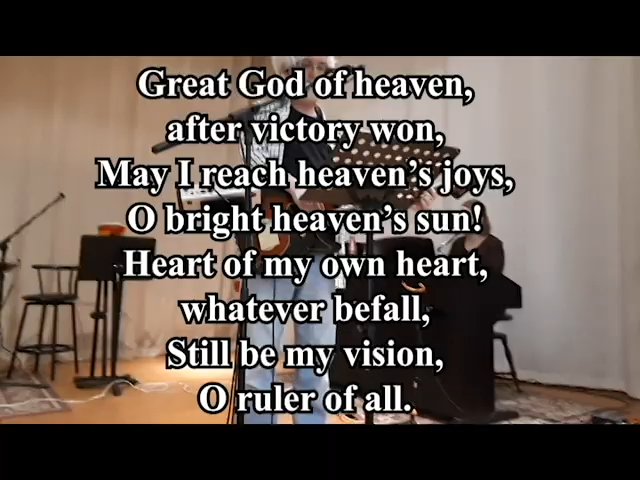 Great God of heaven,
after victory won,
May I reach heaven's joys,
O bright heaven's sun!
Heart of my own heart,
whatever befall,
Still be my vision,
O ruler of all.